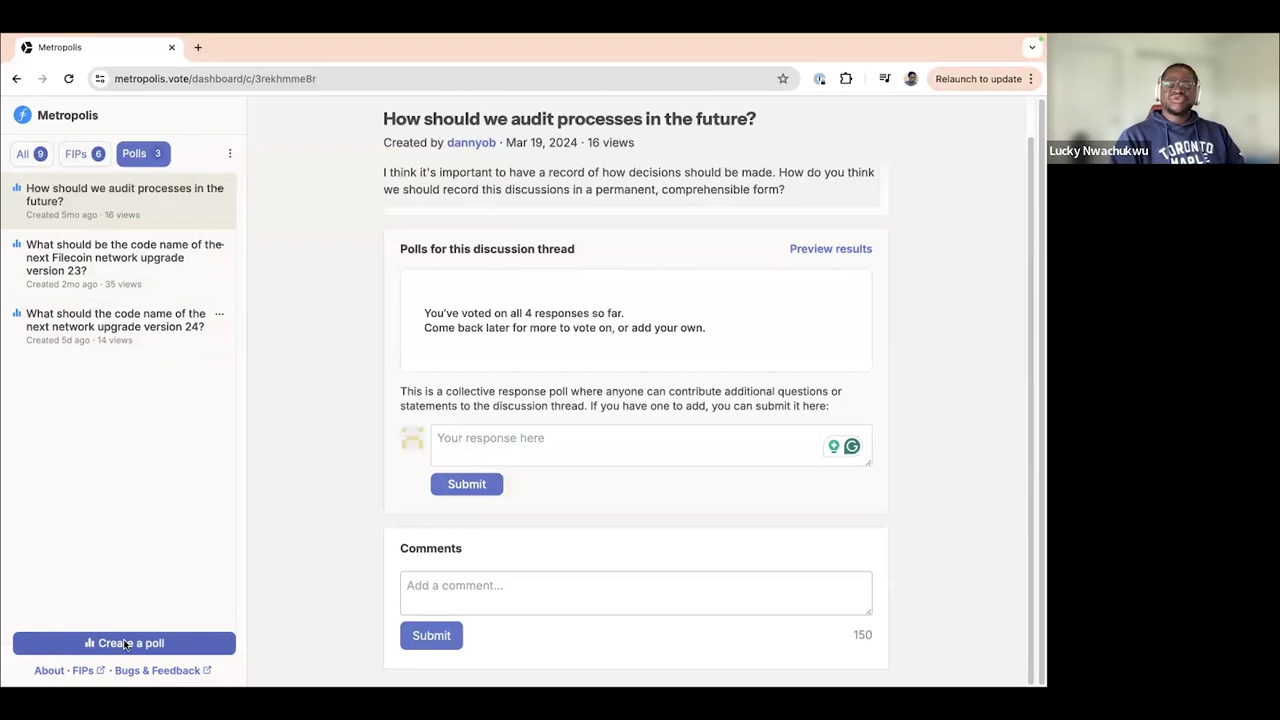 Metropolis
metropolis.vote/dashboard/c/3rekhmme8r
Relaunch to update
Metropolis
All 9
FIPs 6
Polls 3
How should we audit processes in the
future?
Created 5mo ago · 16 views
What should be the code name of the
next Filecoin network upgrade
version 23?
Created 2mo ago · 35 views
What should the code name of the
next network upgrade version 24?
Created 5d ago · 14 views
Create a poll
About · FIPs · Bugs & Feedback
How should we audit processes in the future?
Created by dannyob · Mar 19, 2024 · 16 views
I think it's important to have a record of how decisions should be made. How do you think
we should record this discussions in a permanent, comprehensible form?
Polls for this discussion thread
Preview results
You've voted on all 4 responses so far.
Come back later for more to vote on, or add your own.
This is a collective response poll where anyone can contribute additional questions or
statements to the discussion thread. If you have one to add, you can submit it here:
Your response here
Submit
Comments
Add a comment...
Submit
150
Lucky Nwachukwu
TORONTO
MAPLE